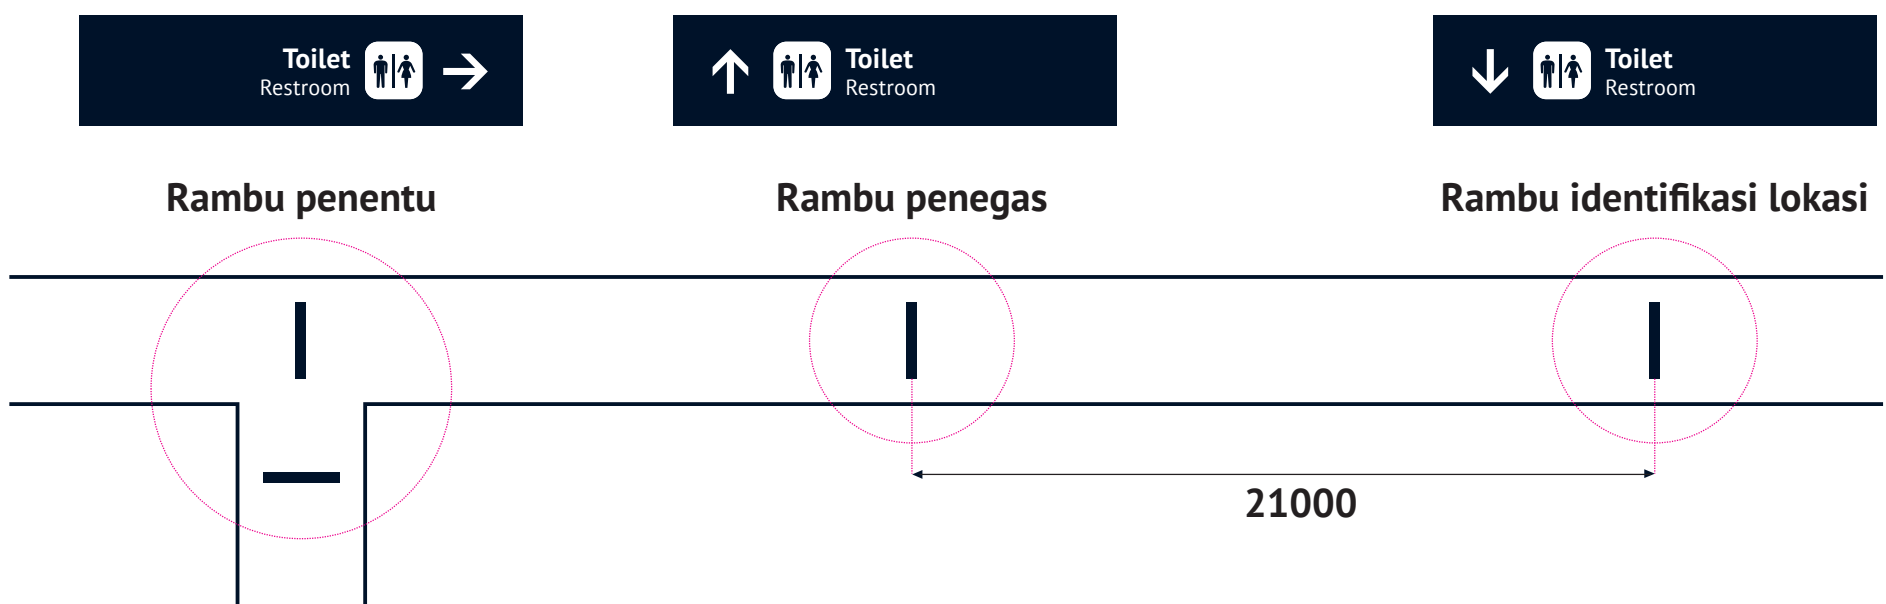 Toilet
Restroom
Toilet
Restroom
Toilet
Restroom
Rambu penentu
Rambu penegas
Rambu identifikasi lokasi
21000